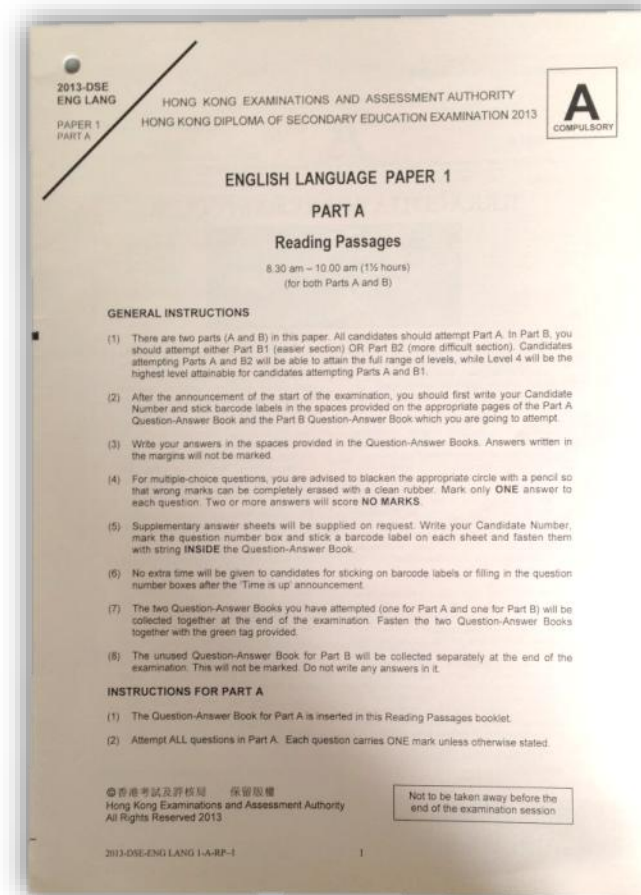 2013-DSE
ENG LANG
PAPER 1
PART A
HONG KONG EXAMINATIONS AND ASSESSMENT AUTHORITY
HONG KONG DIPLOMA OF SECONDARY EDUCATION EXAMINATION 2013
A
COMPULSORY
ENGLISH LANGUAGE PAPER 1
PART A
Reading Passages
8.30 am – 10.00 am (1½ hours)
(for both Parts A and B)
GENERAL INSTRUCTIONS
(1) There are two parts (A and B) in this paper. All candidates should attempt Part A. In Part B, you
should attempt either Part B1 (easier section) OR Part B2 (more difficult section). Candidates
attempting Parts A and B2 will be able to attain the full range of levels, while Level 4 will be the
highest level attainable for candidates attempting Parts A and B1.
(2) After the announcement of the start of the examination, you should first write your Candidate
Number and stick barcode labels in the spaces provided on the appropriate pages of the Part A
Question-Answer Book and the Part B Question-Answer Book which you are going to attempt.
(3) Write your answers in the spaces provided in the Question-Answer Books. Answers written in
the margins will not be marked.
(4) For multiple-choice questions, you are advised to blacken the appropriate circle with a pencil so
that wrong marks can be completely erased with a clean rubber. Mark only ONE answer to
each question. Two or more answers will score NO MARKS.
(5) Supplementary answer sheets will be supplied on request. Write your Candidate Number,
mark the question number box and stick a barcode label on each sheet and fasten them
with string INSIDE the Question-Answer Book.
(6) No extra time will be given to candidates for sticking on barcode labels or filling in the question
number boxes after the 'Time is up' announcement.
(7) The two Question-Answer Books you have attempted (one for Part A and one for Part B) will be
collected together at the end of the examination. Fasten the two Question-Answer Books
together with the green tag provided.
(8) The unused Question-Answer Book for Part B will be collected separately at the end of the
examination. This will not be marked. Do not write any answers in it.
INSTRUCTIONS FOR PART A
(1) The Question-Answer Book for Part A is inserted in this Reading Passages booklet.
(2) Attempt ALL questions in Part A. Each question carries ONE mark unless otherwise stated.
©香港考試及評核局 保留版權
Hong Kong Examinations and Assessment Authority
All Rights Reserved 2013
Not to be taken away before the
end of the examination session
2013-DSE-ENG LANG 1-A-RP–1
1